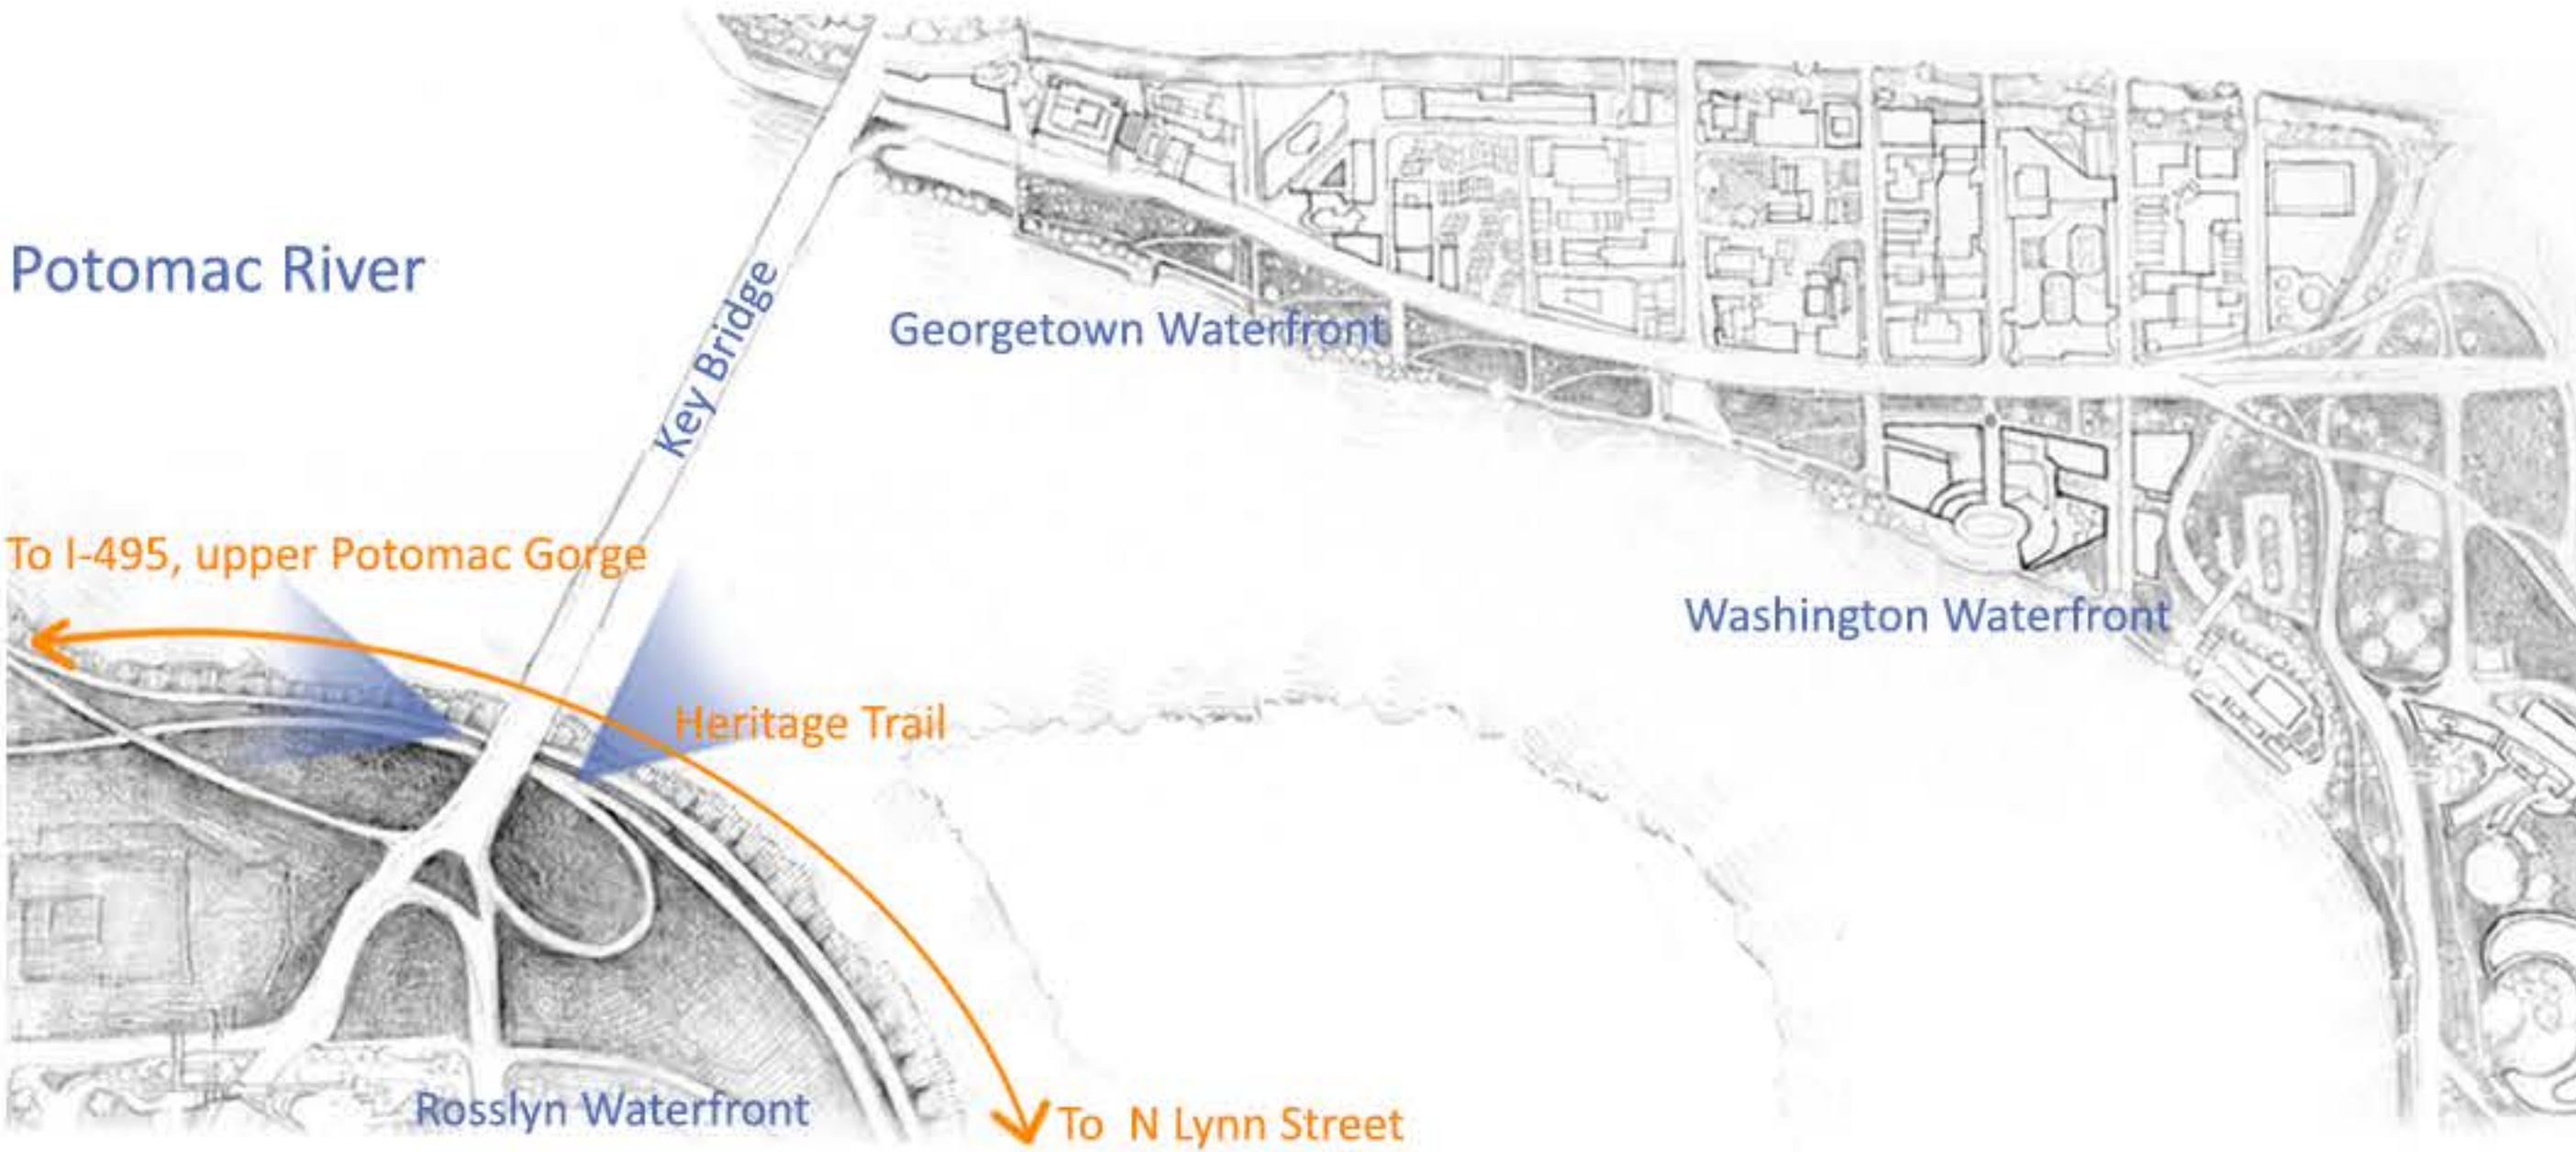 Potomac River
Key Bridge
Georgetown Waterfront
To I-495, upper Potomac Gorge
Washington Waterfront
Heritage Trail
Rosslyn Waterfront
To N Lynn Street